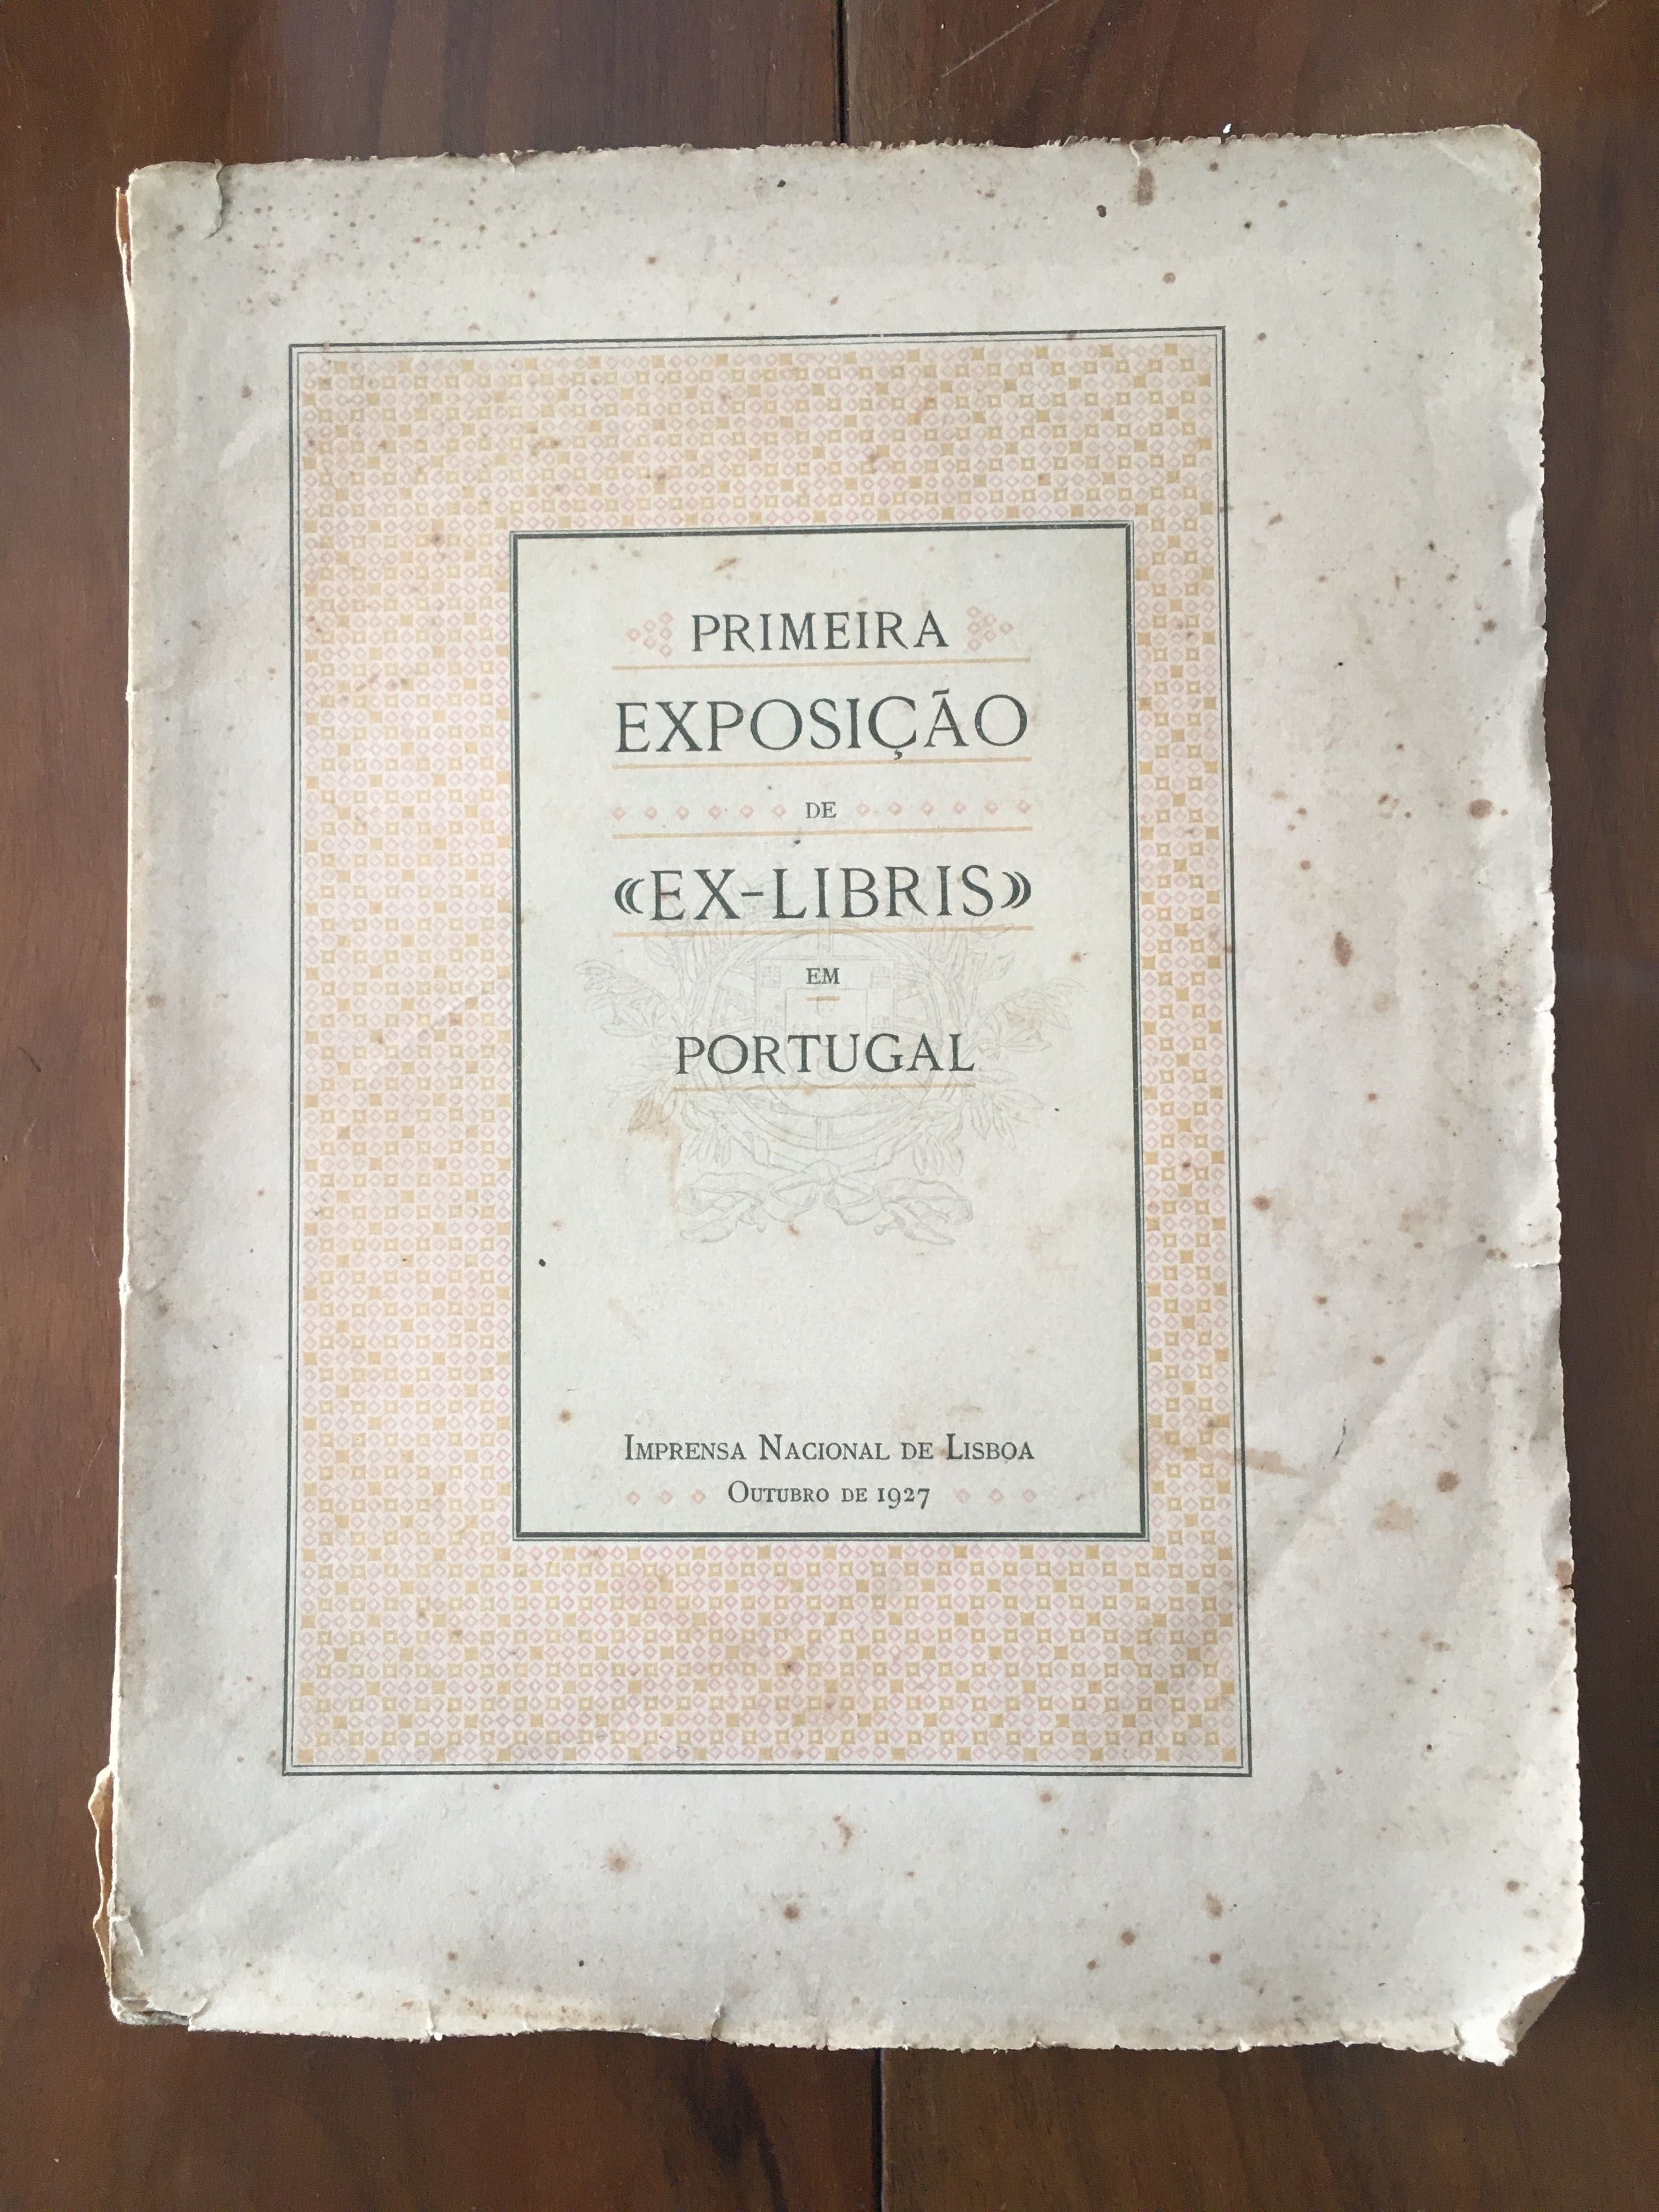 PRIMEIRA
EXPOSIÇÃO
DE
«EX-LIBRIS»
EM
PORTUGAL
IMPRENSA NACIONAL DE LISBOA
OUTUBRO DE 1927